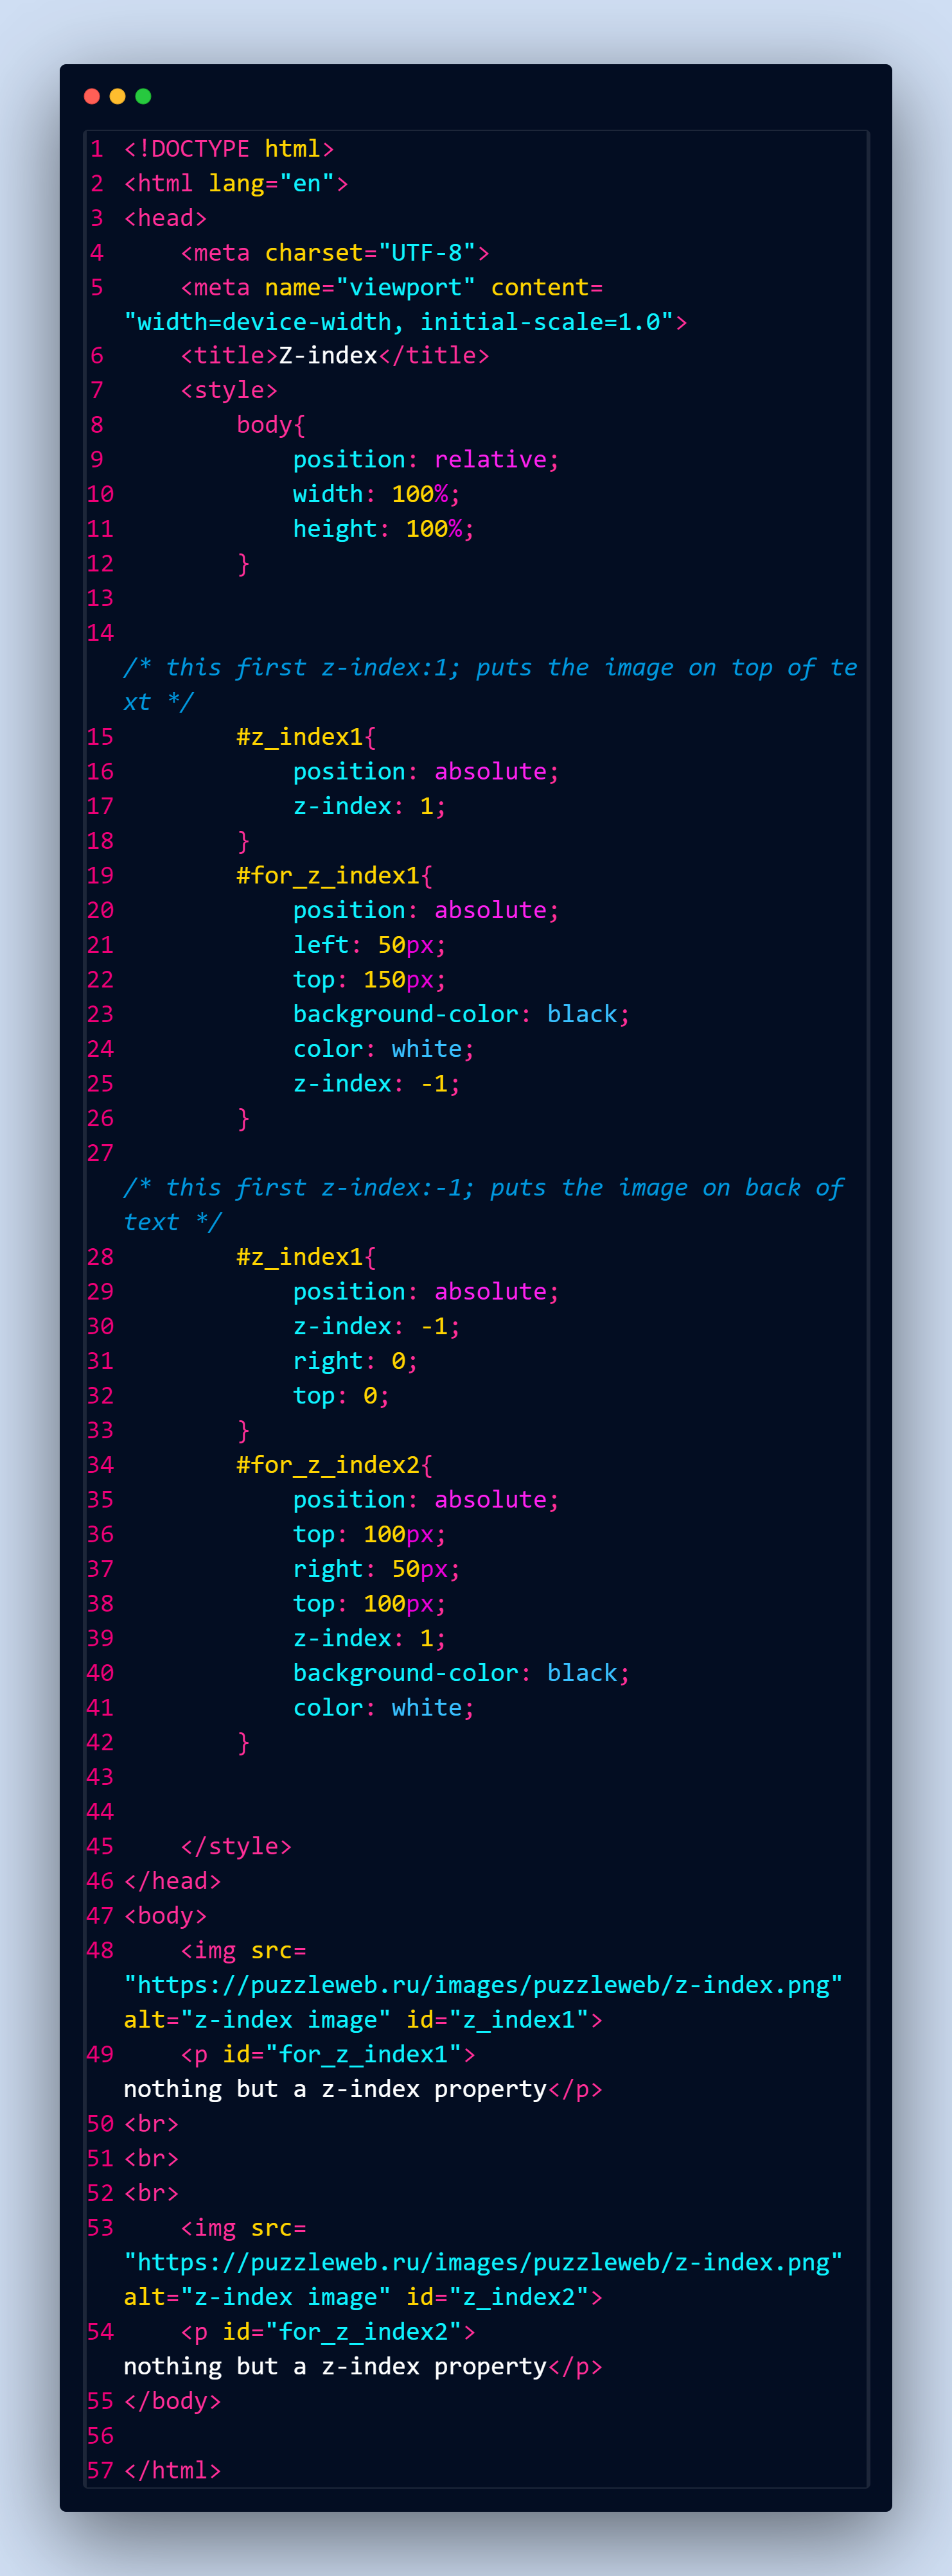 1 <!DOCTYPE html>
2 <html lang="en">
3 <head>
4     <meta charset="UTF-8">
5     <meta name="viewport" content=
"width=device-width, initial-scale=1.0">
6     <title>Z-index</title>
7     <style>
8         body{
9             position: relative;
10             width: 100%;
11             height: 100%;
12         }
13
14
/* this first z-index:1; puts the image on top of te
xt */
15         #z_index1{
16             position: absolute;
17             z-index: 1;
18         }
19         #for_z_index1{
20             position: absolute;
21             left: 50px;
22             top: 150px;
23             background-color: black;
24             color: white;
25             z-index: -1;
26         }
27
/* this first z-index:-1; puts the image on back of
text */
28         #z_index1{
29             position: absolute;
30             z-index: -1;
31             right: 0;
32             top: 0;
33         }
34         #for_z_index2{
35             position: absolute;
36             top: 100px;
37             right: 50px;
38             top: 100px;
39             z-index: 1;
40             background-color: black;
41             color: white;
42         }
43
44
45     </style>
46 </head>
47 <body>
48     <img src=
"https://puzzleweb.ru/images/puzzleweb/z-index.png"
alt="z-index image" id="z_index1">
49     <p id="for_z_index1">
nothing but a z-index property</p>
50 <br>
51 <br>
52 <br>
53     <img src=
"https://puzzleweb.ru/images/puzzleweb/z-index.png"
alt="z-index image" id="z_index2">
54     <p id="for_z_index2">
nothing but a z-index property</p>
55 </body>
56
57 </html>